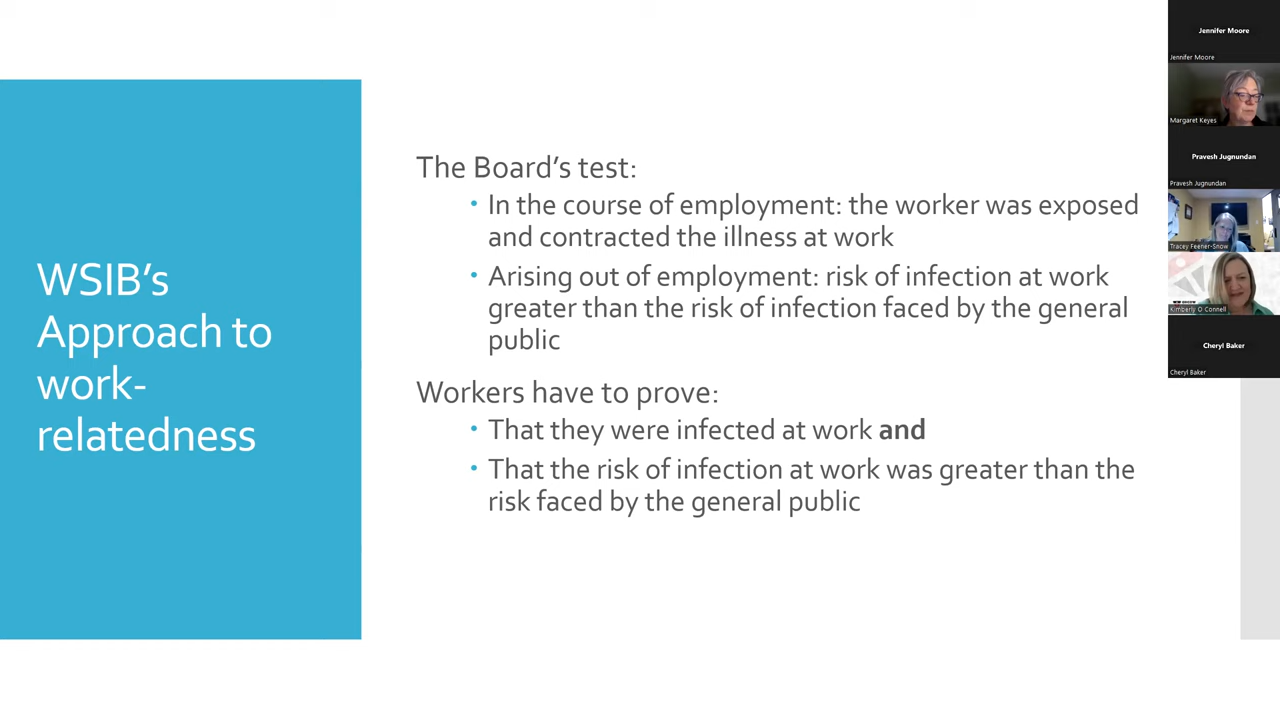 WSIB's
Approach to
work-
relatedness
The Board's test:
• In the course of employment: the worker was exposed
and contracted the illness at work
• Arising out of employment: risk of infection at work
greater than the risk of infection faced by the general
public
Workers have to prove:
• That they were infected at work and
• That the risk of infection at work was greater than the
risk faced by the general public
Jennifer Moore
Jennifer Moore
Margaret Keyes
Pravesh Jugnundan
Pravesh Jugnundan
Tracey Feener-Snow
Kimberly O Connell
Cheryl Baker
Cheryl Baker